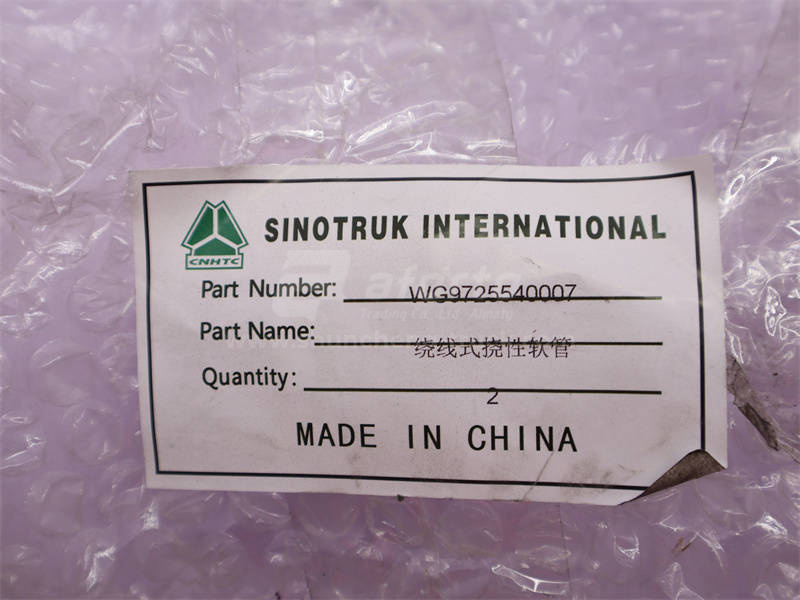 SINOTRUK INTERNATIONAL
CNHTC
Part Number: WG9725540007
Part Name: 绕线式挠性软管
Quantity: 2
MADE IN CHINA